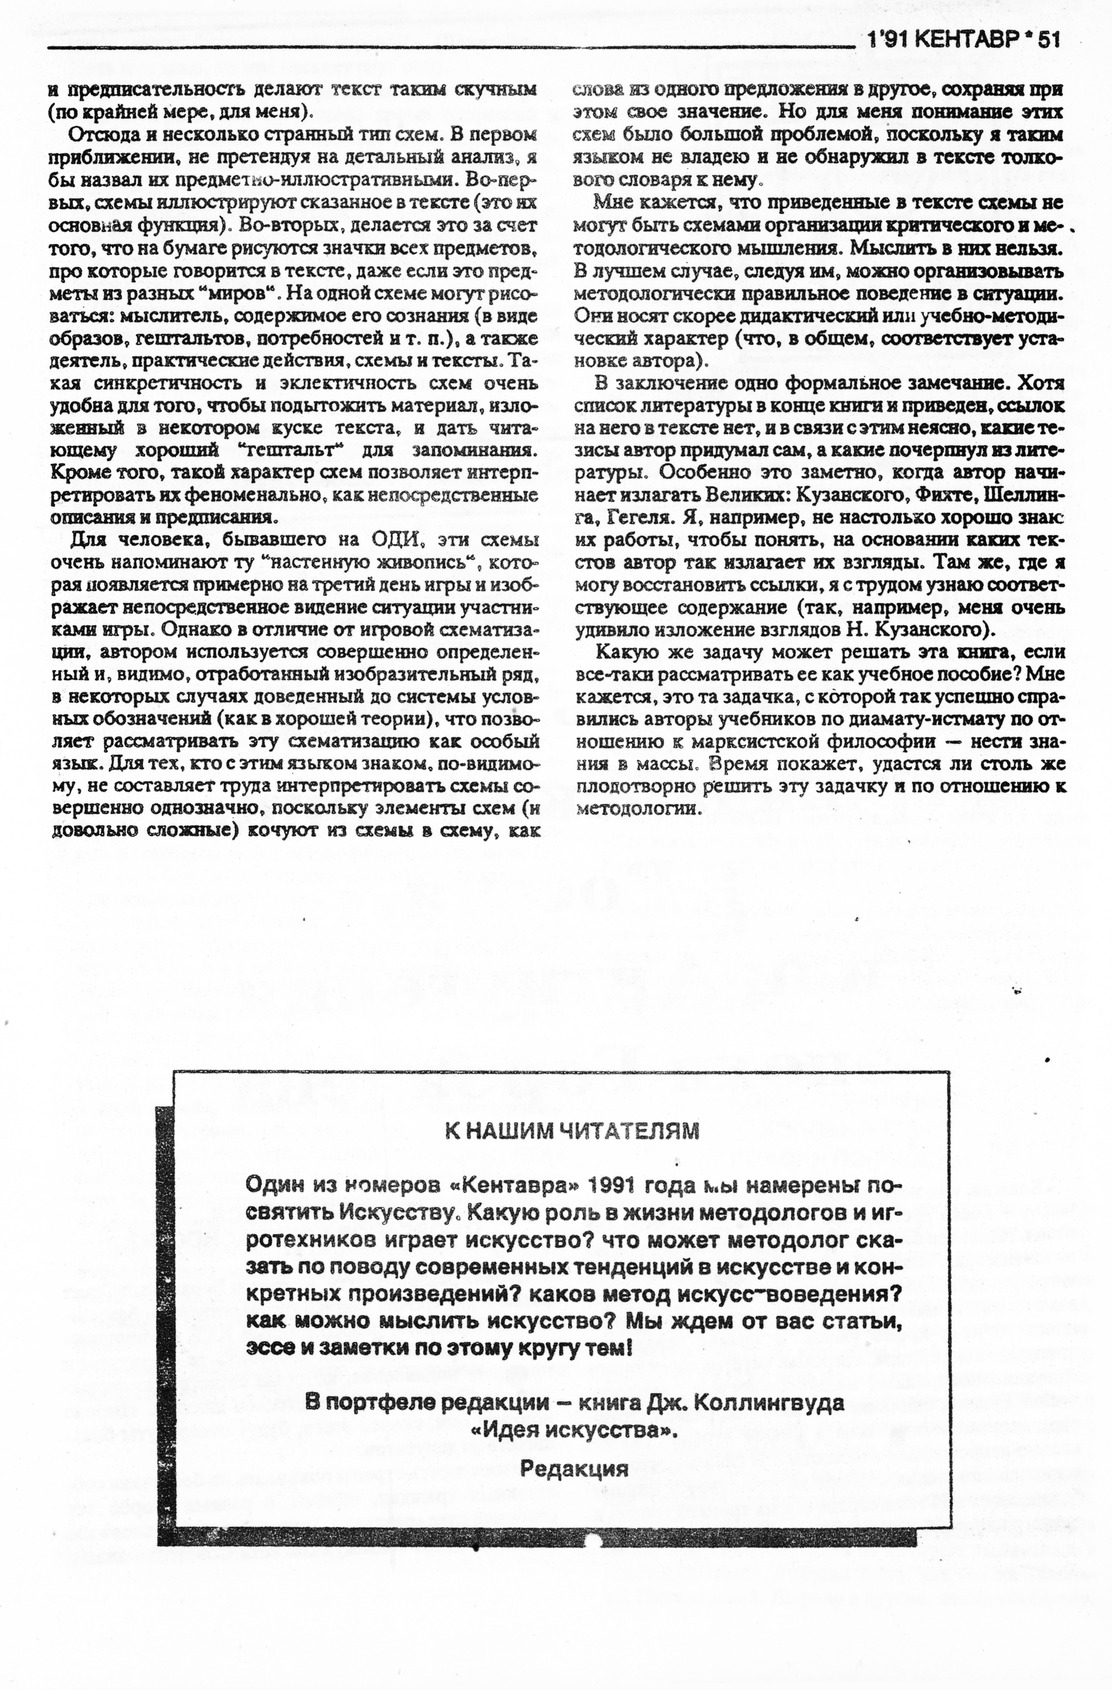 1'91 КЕНТАВР * 51
и предписательность делают текст таким скучным
(по крайней мере, для меня).
Отсюда и несколько странный тип схем. В первом
приближении, не претендуя на детальный анализ, я
бы назвал их предметно-иллюстративными. Во-пер-
вых, схемы иллюстрируют сказанное в тексте (это их
основная функция). Во-вторых, делается это за счет
того, что на бумаге рисуются значки всех предметов,
про которые говорится в тексте, даже если это пред-
меты из разных "миров". На одной схеме могут рисо-
ваться: мыслитель, содержимое его сознания (в виде
образов, гештальтов, потребностей и т. п.), а также
деятель, практические действия, схемы и тексты. Та-
кая синкретичность и эклектичность схем очень
удобна для того, чтобы подытожить материал, изло-
женный в некотором куске текста, и дать чита-
ющему хороший "гештальт" для запоминания.
Кроме того, такой характер схем позволяет интерп-
ретировать их феноменально, как непосредственные
описания и предписания.
Для человека, бывавшего на ОДИ, эти схемы
очень напоминают ту "настенную живопись", кото-
рая появляется примерно на третий день игры и изоб-
ражает непосредственное видение ситуации участни-
ками игры. Однако в отличие от игровой схематиза-
ции, автором используется совершенно определен-
ный и, видимо, отработанный изобразительный ряд,
в некоторых случаях доведенный до системы услов-
ных обозначений (как в хорошей теории), что позво-
ляет рассматривать эту схематизацию как особый
язык. Для тех, кто с этим языком знаком, по-видимо-
му, не составляет труда интерпретировать схемы со-
вершенно однозначно, поскольку элементы схем (и
довольно сложные) кочуют из схемы в схему, как
слова из одного предложения в другое, сохраняя при
этом свое значение. Но для меня понимание этих
схем было большой проблемой, поскольку я таким
языком не владею и не обнаружил в тексте толко-
вого словаря к нему.
Мне кажется, что приведенные в тексте схемы не
могут быть схемами организации критического и ме-
тодологического мышления. Мыслить в них нельзя.
В лучшем случае, следуя им, можно организовывать
методологически правильное поведение в ситуации.
Они носят скорее дидактический или учебно-методи-
ческий характер (что, в общем, соответствует уста-
новке автора).
В заключение одно формальное замечание. Хотя
список литературы в конце книги и приведен, ссылок
на него в тексте нет, и в связи с этим неясно, какие те-
зисы автор придумал сам, а какие почерпнул из лите-
ратуры. Особенно это заметно, когда автор начи-
нает излагать Великих: Кузанского, Фихте, Шеллин-
га, Гегеля. Я, например, не настолько хорошо знаю
их работы, чтобы понять, на основании каких тек-
стов автор так излагает их взгляды. Там же, где я
могу восстановить ссылки, я с трудом узнаю соответ-
ствующее содержание (так, например, меня очень
удивило изложение взглядов Н. Кузанского).
Какую же задачу может решать эта книга, если
все-таки рассматривать ее как учебное пособие? Мне
кажется, это та задачка, с которой так успешно спра-
вились авторы учебников по диамату-истмату по от-
ношению к марксистской философии — нести зна-
ния в массы. Время покажет, удастся ли столь же
плодотворно решить эту задачку и по отношению к
методологии.
К НАШИМ ЧИТАТЕЛЯМ
Один из номеров «Кентавра» 1991 года мы намерены по-
святить Искусству. Какую роль в жизни методологов и иг-
ротехников играет искусство? что может методолог ска-
зать по поводу современных тенденций в искусстве и кон-
кретных произведений? каков метод искусствоведения?
как можно мыслить искусство? Мы ждем от вас статьи,
эссе и заметки по этому кругу тем!
В портфеле редакции – книга Дж. Коллингвуда
«Идея искусства».
Редакция